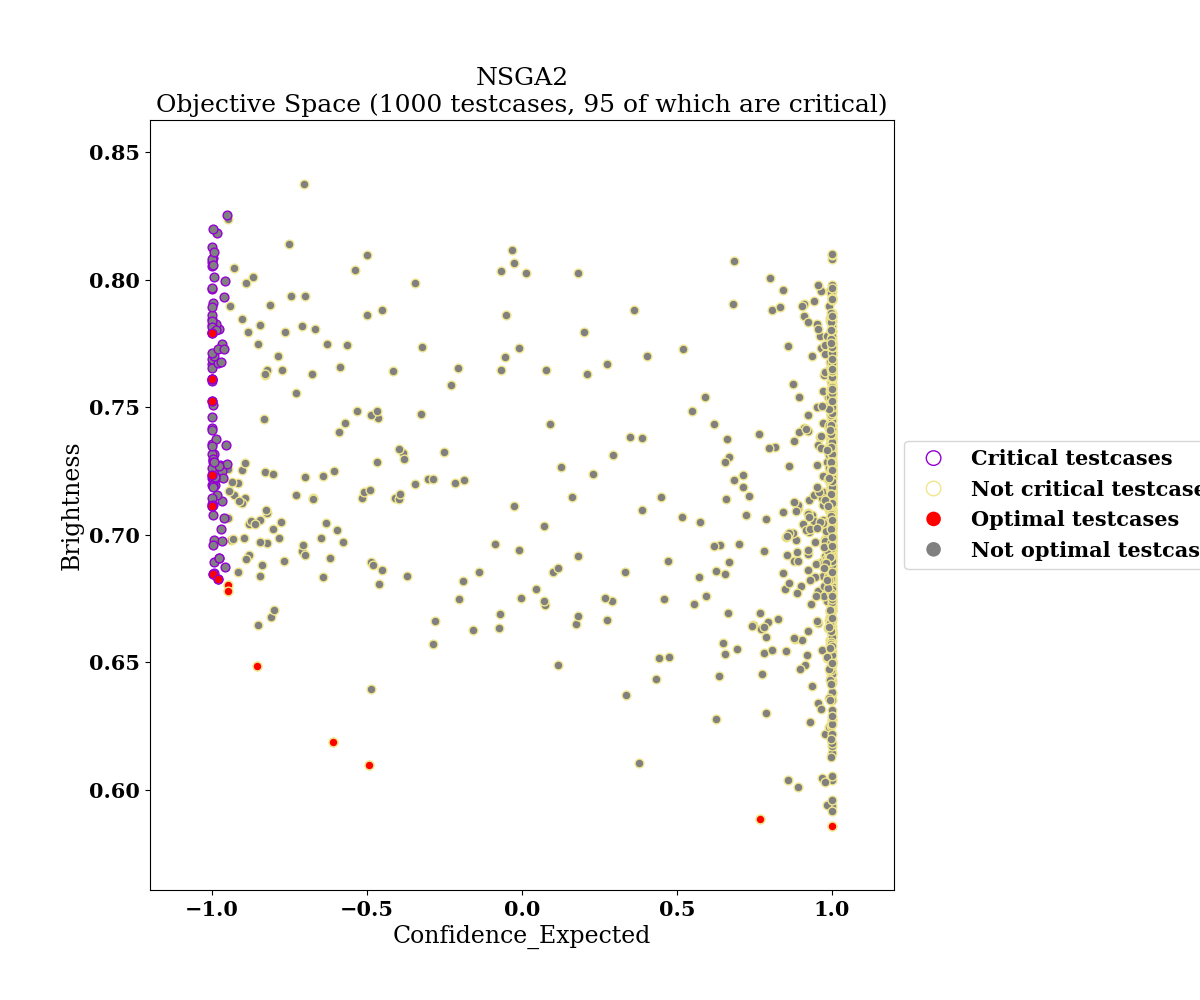 NSGA2
Objective Space (1000 testcases, 95 of which are critical)
0.85
0.80
0.75
0.70
0.65
0.60
Brightness
−1.0
−0.5
0.0
0.5
1.0
Confidence_Expected
Critical testcases
Not critical testcase
Optimal testcases
Not optimal testcas